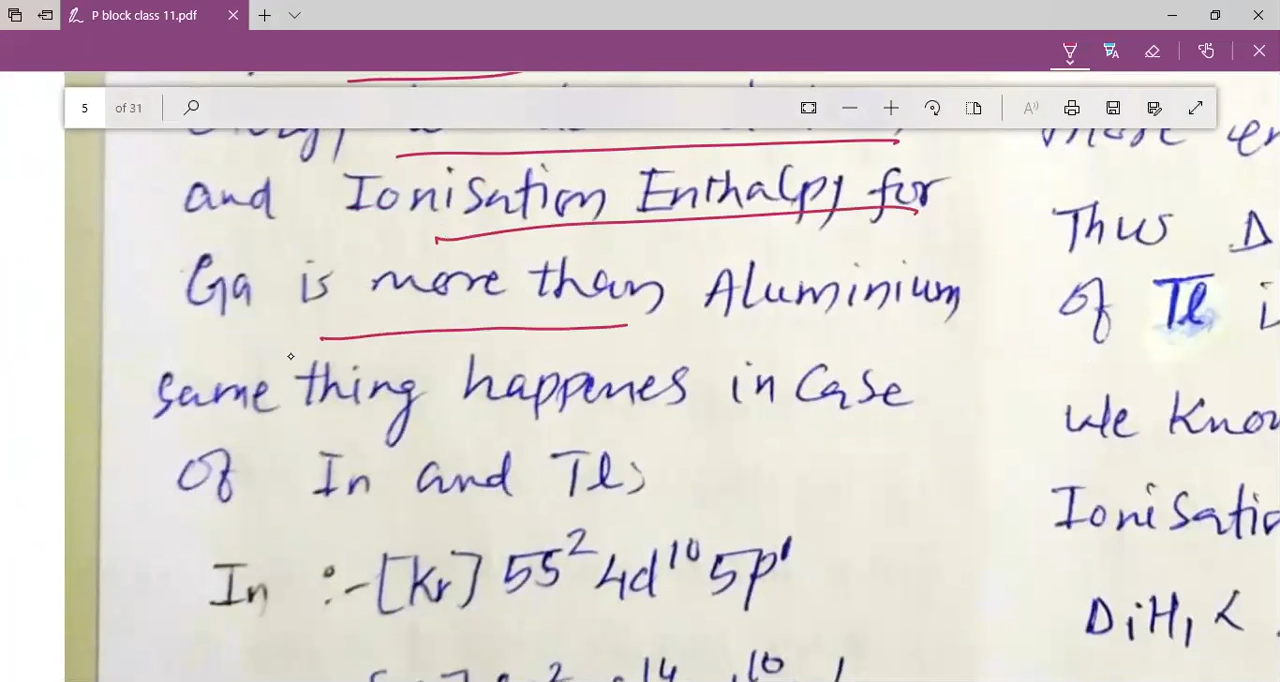 P block class 11.pdf
5 of 31
and Ionisation Enthalpy for
Ga is more than Aluminium
same thing happenes in case
of In and Tl;
In :- [Kr] 5S² 4d¹⁰ 5p¹
Thus
of Tl
We Know
Ionisatio
ΔiH₁ <